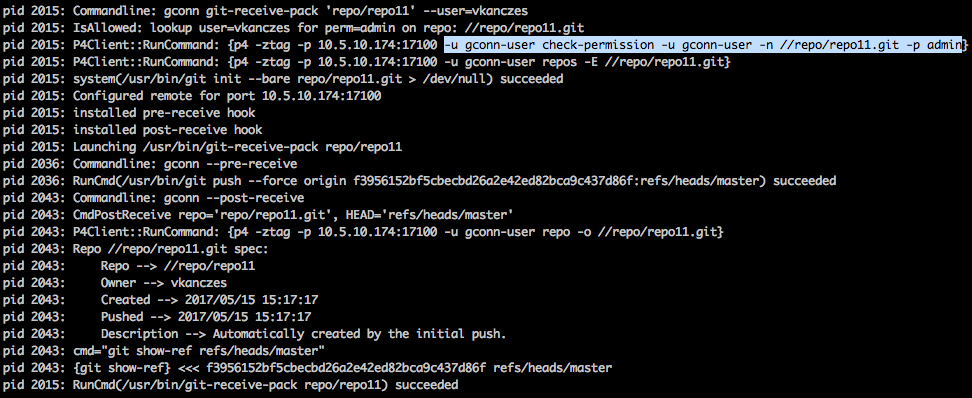 pid 2015: Commandline: gconn git-receive-pack 'repo/repo11' --user=vkanczes
pid 2015: IsAllowed: lookup user=vkanczes for perm=admin on repo: //repo/repo11.git
pid 2015: P4Client::RunCommand: {p4 -ztag -p 10.5.10.174:17100 -u gconn-user check-permission -u gconn-user -n //repo/repo11.git -p admin}
pid 2015: P4Client::RunCommand: {p4 -ztag -p 10.5.10.174:17100 -u gconn-user repos -E //repo/repo11.git}
pid 2015: system(/usr/bin/git init --bare repo/repo11.git > /dev/null) succeeded
pid 2015: Configured remote for port 10.5.10.174:17100
pid 2015: installed pre-receive hook
pid 2015: installed post-receive hook
pid 2015: Launching /usr/bin/git-receive-pack repo/repo11
pid 2036: Commandline: gconn --pre-receive
pid 2036: RunCmd(/usr/bin/git push --force origin f3956152bf5cbecbd26a2e42ed82bca9c437d86f:refs/heads/master) succeeded
pid 2043: Commandline: gconn --post-receive
pid 2043: CmdPostReceive repo='repo/repo11.git', HEAD='refs/heads/master'
pid 2043: P4Client::RunCommand: {p4 -ztag -p 10.5.10.174:17100 -u gconn-user repo -o //repo/repo11.git}
pid 2043: Repo //repo/repo11.git spec:
pid 2043:     Repo --> //repo/repo11
pid 2043:     Owner --> vkanczes
pid 2043:     Created --> 2017/05/15 15:17:17
pid 2043:     Pushed --> 2017/05/15 15:17:17
pid 2043:     Description --> Automatically created by the initial push.
pid 2043: cmd="git show-ref refs/heads/master"
pid 2043: {git show-ref} <<< f3956152bf5cbecbd26a2e42ed82bca9c437d86f refs/heads/master
pid 2015: RunCmd(/usr/bin/git-receive-pack repo/repo11) succeeded